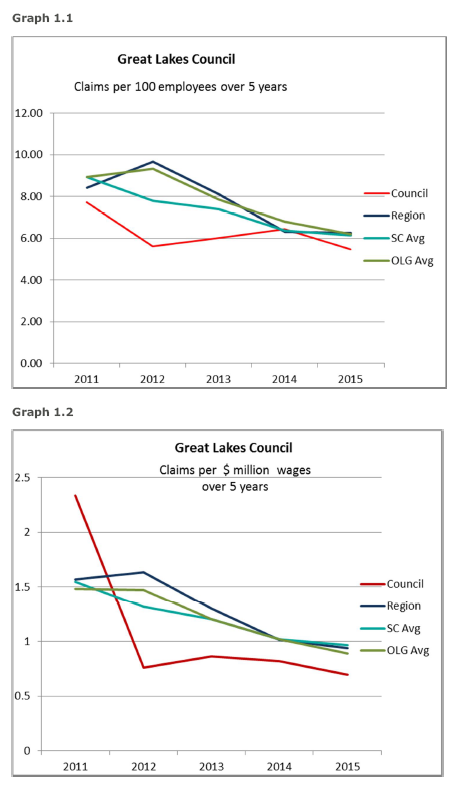 Graph 1.1
Great Lakes Council
Claims per 100 employees over 5 years
12.00
10.00
8.00
6.00
4.00
2.00
0.00
2011 2012 2013 2014 2015
Council
Region
SC Avg
OLG Avg
Graph 1.2
Great Lakes Council
Claims per $ million wages
over 5 years
2.5
2
1.5
1
0.5
0
2011 2012 2013 2014 2015
Council
Region
SC Avg
OLG Avg